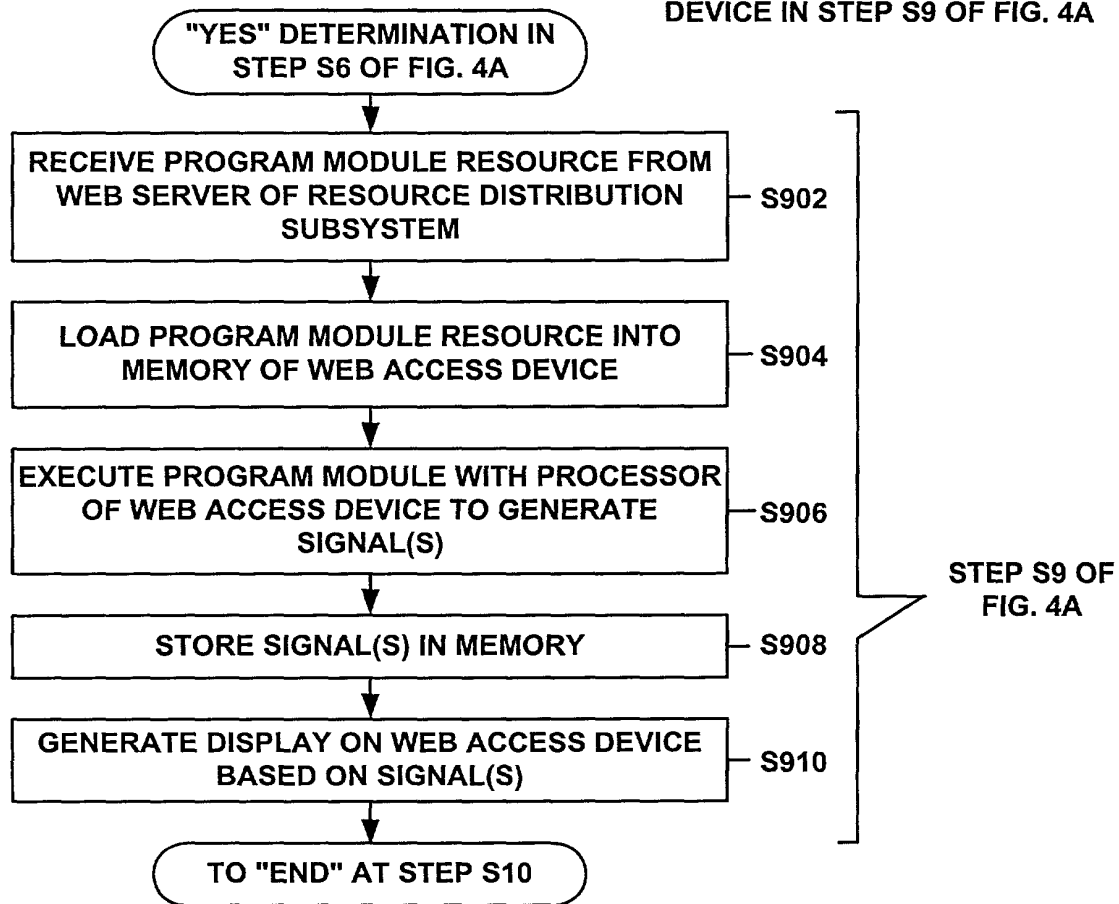 DEVICE IN STEP S9 OF FIG. 4A
"YES" DETERMINATION IN
STEP S6 OF FIG. 4A
RECEIVE PROGRAM MODULE RESOURCE FROM
WEB SERVER OF RESOURCE DISTRIBUTION
SUBSYSTEM
S902
LOAD PROGRAM MODULE RESOURCE INTO
MEMORY OF WEB ACCESS DEVICE
S904
EXECUTE PROGRAM MODULE WITH PROCESSOR
OF WEB ACCESS DEVICE TO GENERATE
SIGNAL(S)
S906
STORE SIGNAL(S) IN MEMORY
S908
GENERATE DISPLAY ON WEB ACCESS DEVICE
BASED ON SIGNAL(S)
S910
STEP S9 OF
FIG. 4A
TO "END" AT STEP S10